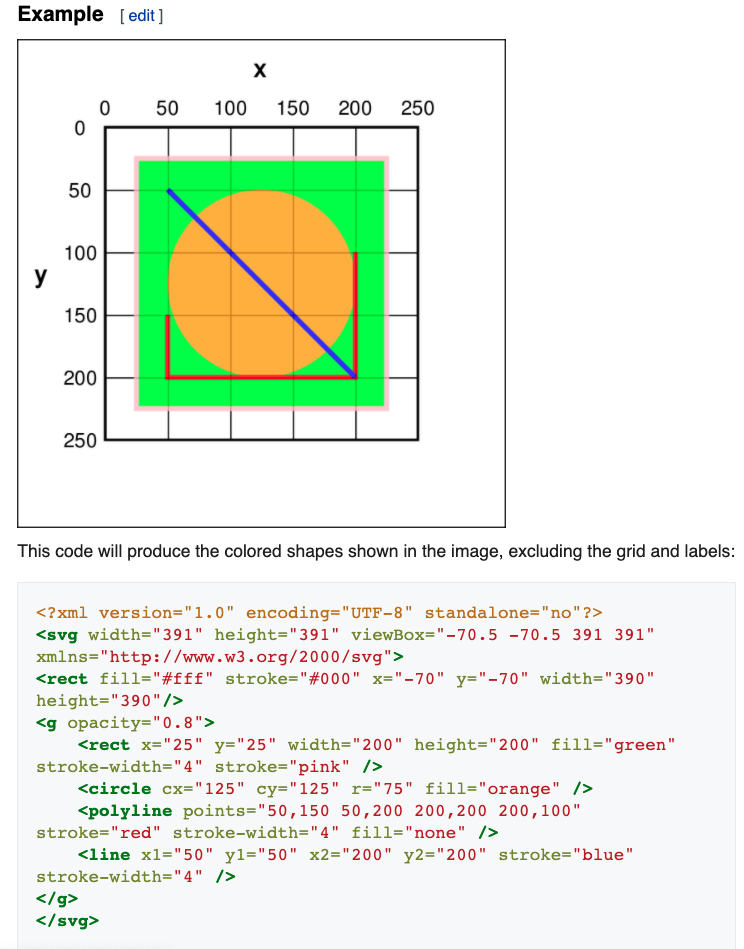 Example [ edit ]
x
0 50 100 150 200 250
0
50
100
y
150
200
250
This code will produce the colored shapes shown in the image, excluding the grid and labels:
<?xml version="1.0" encoding="UTF-8" standalone="no"?>
<svg width="391" height="391" viewBox="-70.5 -70.5 391 391"
xmlns="http://www.w3.org/2000/svg">
<rect fill="#fff" stroke="#000" x="-70" y="-70" width="390"
height="390"/>
<g opacity="0.8">
    <rect x="25" y="25" width="200" height="200" fill="green"
stroke-width="4" stroke="pink" />
    <circle cx="125" cy="125" r="75" fill="orange" />
    <polyline points="50,150 50,200 200,200 200,100"
stroke="red" stroke-width="4" fill="none" />
    <line x1="50" y1="50" x2="200" y2="200" stroke="blue"
stroke-width="4" />
</g>
</svg>